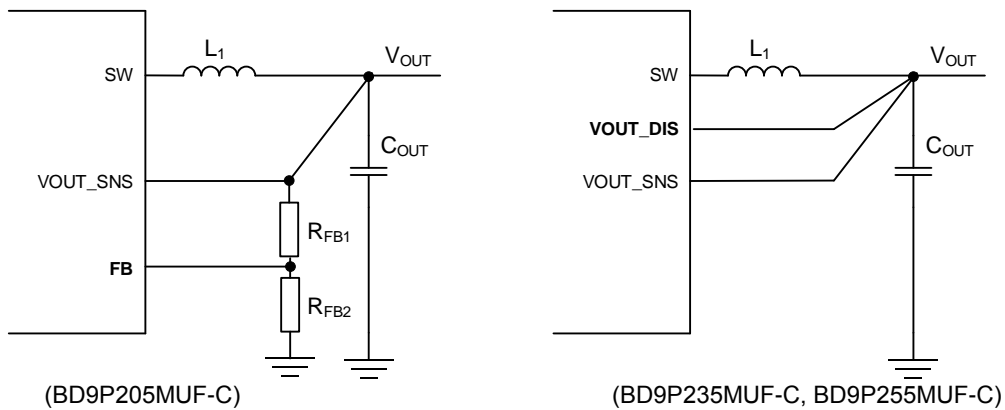 L1
VOUT
SW
COUT
VOUT_SNS
RFB1
FB
RFB2
(BD9P205MUF-C)
L1
VOUT
SW
VOUT_DIS
COUT
VOUT_SNS
(BD9P235MUF-C, BD9P255MUF-C)